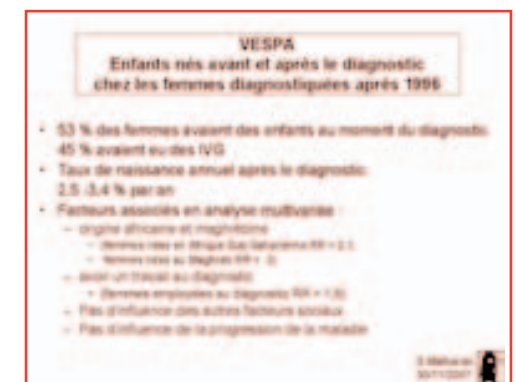 VESPA
Enfants nés avant et après le diagnostic
chez les femmes diagnostiquées après 1996
• 53 % des femmes avaient des enfants au moment du diagnostic
45 % avaient eu des IVG
• Taux de naissance annuel après le diagnostic
2,5 -3,4 % par an
• Facteurs associés en analyse multivariée
– origine africaine et maghrébine
– avoir un travail au diagnostic
– Pas d'influence des autres facteurs sociaux
– Pas d'influence de la progression de la maladie
30/11/2007